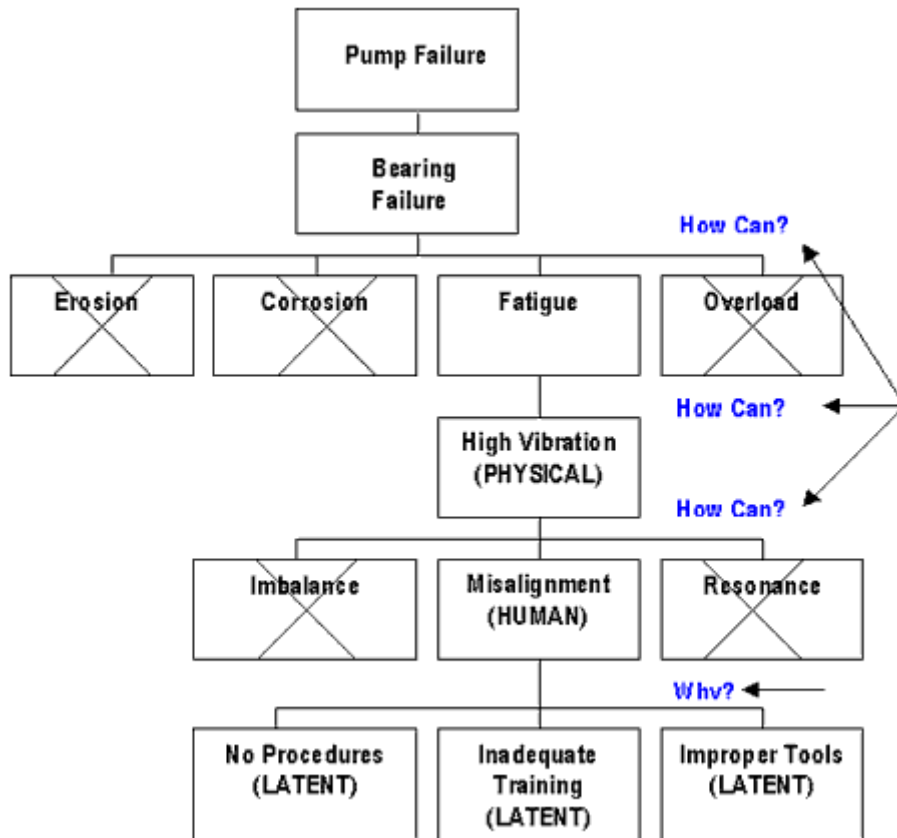 Pump Failure
Bearing
Failure
How Can?
Erosion
Corrosion
Fatigue
Overload
How Can?
High Vibration
(PHYSICAL)
How Can?
Imbalance
Misalignment
(HUMAN)
Resonance
Why?
No Procedures
(LATENT)
Inadequate
Training
(LATENT)
Improper Tools
(LATENT)